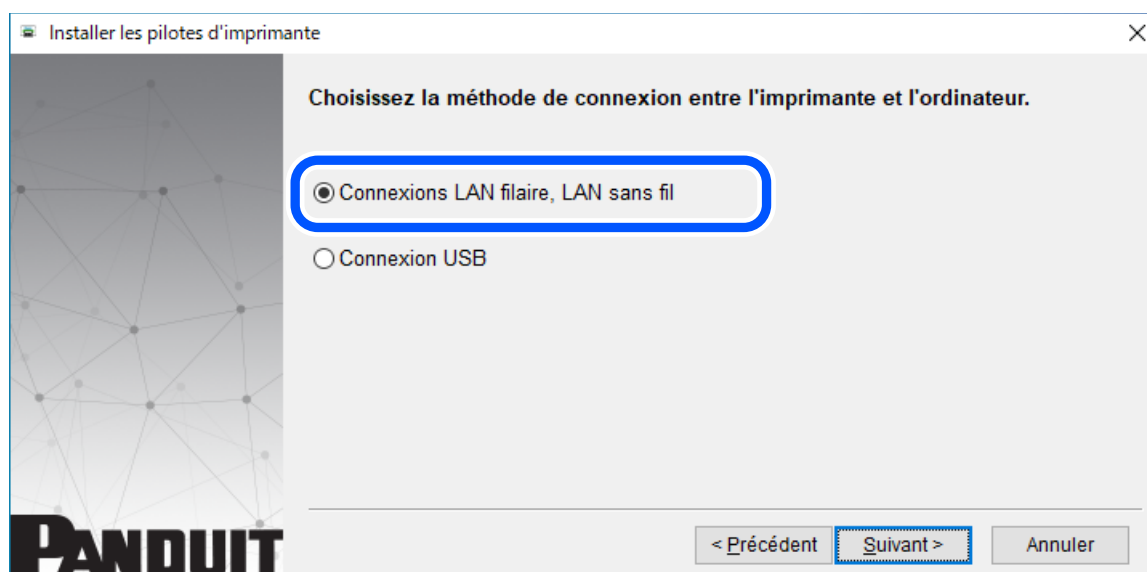 Installer les pilotes d'imprimante
Choisissez la méthode de connexion entre l'imprimante et l'ordinateur.
Connexions LAN filaire, LAN sans fil
Connexion USB
PANDUIT
< Précédent Suivant > Annuler